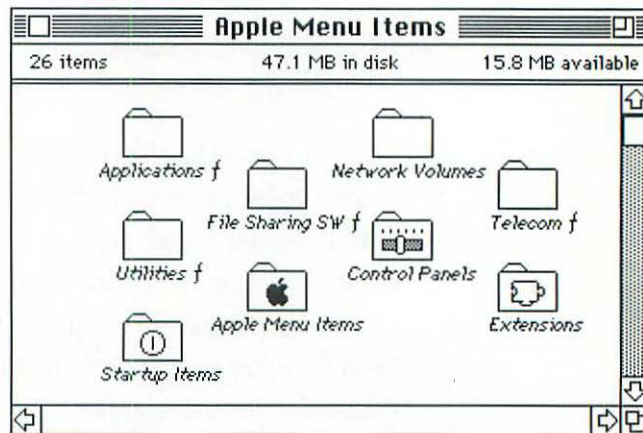 Apple Menu Items
26 items 47.1 MB in disk 15.8 MB available
Applications ƒ
Network Volumes
File Sharing SW ƒ
Telecom ƒ
Utilities ƒ
Control Panels
Apple Menu Items
Extensions
Startup Items